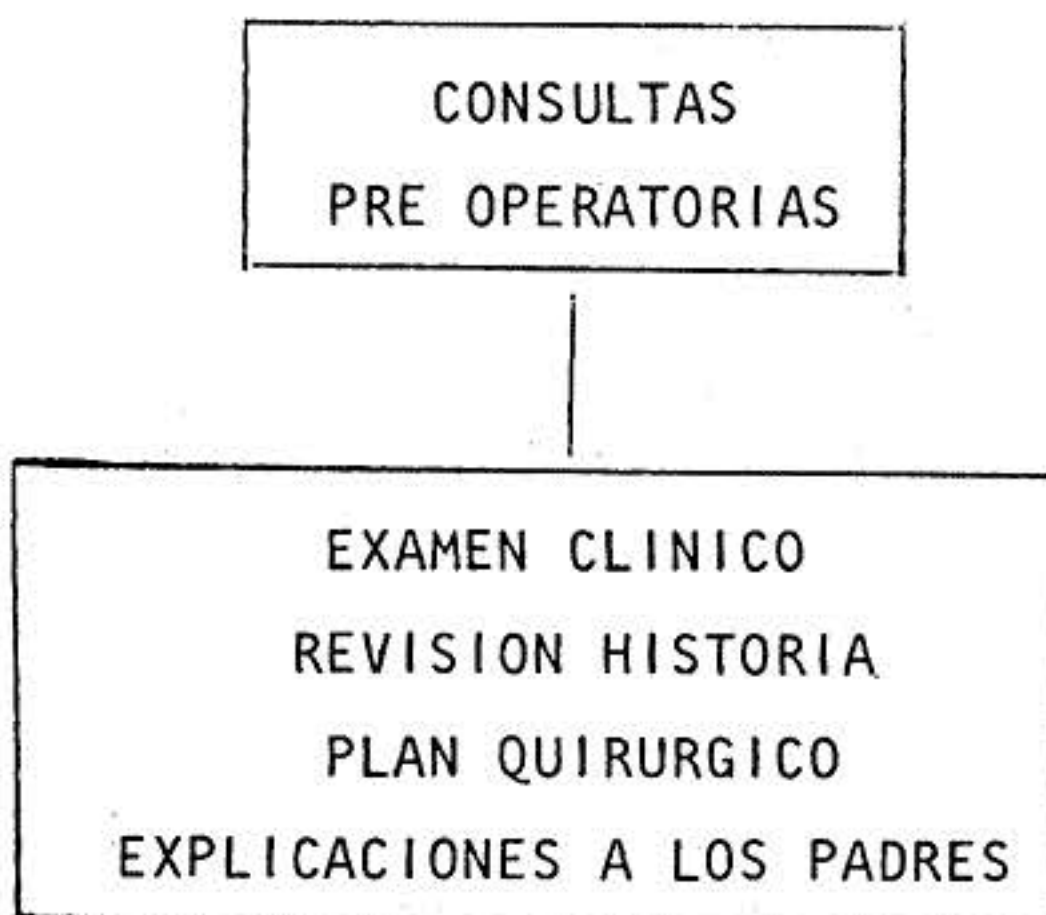 CONSULTAS
PRE OPERATORIAS
EXAMEN CLINICO
REVISION HISTORIA
PLAN QUIRURGICO
EXPLICACIONES A LOS PADRES